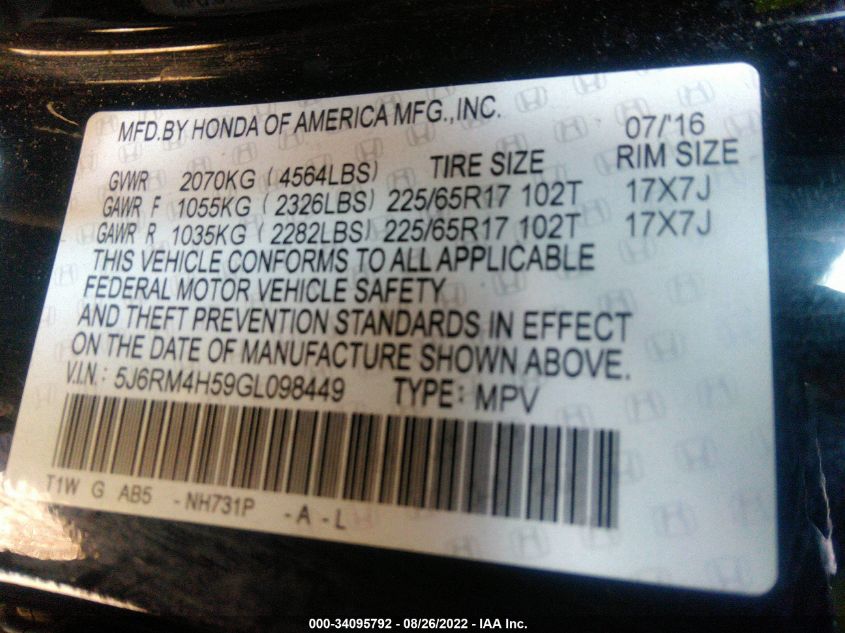 MFD.BY HONDA OF AMERICA MFG.,INC. 07/'16
GVWR 2070KG (4564LBS) TIRE SIZE RIM SIZE
GAWR F 1055KG (2326LBS) 225/65R17 102T 17X7J
GAWR R 1035KG (2282LBS) 225/65R17 102T 17X7J
THIS VEHICLE CONFORMS TO ALL APPLICABLE
FEDERAL MOTOR VEHICLE SAFETY
AND THEFT PREVENTION STANDARDS IN EFFECT
ON THE DATE OF MANUFACTURE SHOWN ABOVE.
V.I.N.: 5J6RM4H59GL098449 TYPE: MPV
T1W G AB5 -NH731P -A-L
000-34095792 - 08/26/2022 - IAA Inc.